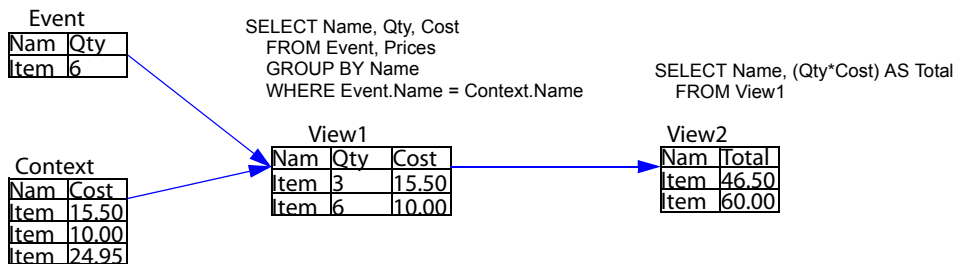 Event
Nam Qty
Item 6
SELECT Name, Qty, Cost
FROM Event, Prices
GROUP BY Name
WHERE Event.Name = Context.Name
SELECT Name, (Qty*Cost) AS Total
FROM View1
Context
Nam Cost
Item 15.50
Item 10.00
Item 24.95
View1
Nam Qty Cost
Item 3 15.50
Item 6 10.00
View2
Nam Total
Item 46.50
Item 60.00